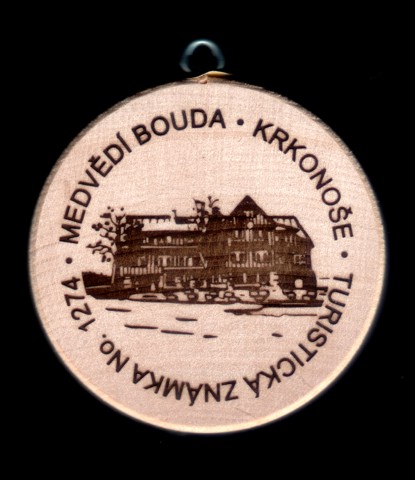 MEDVĚDÍ BOUDA • KRKONOŠE • TURISTICKÁ ZNÁMKA No. 1274 •